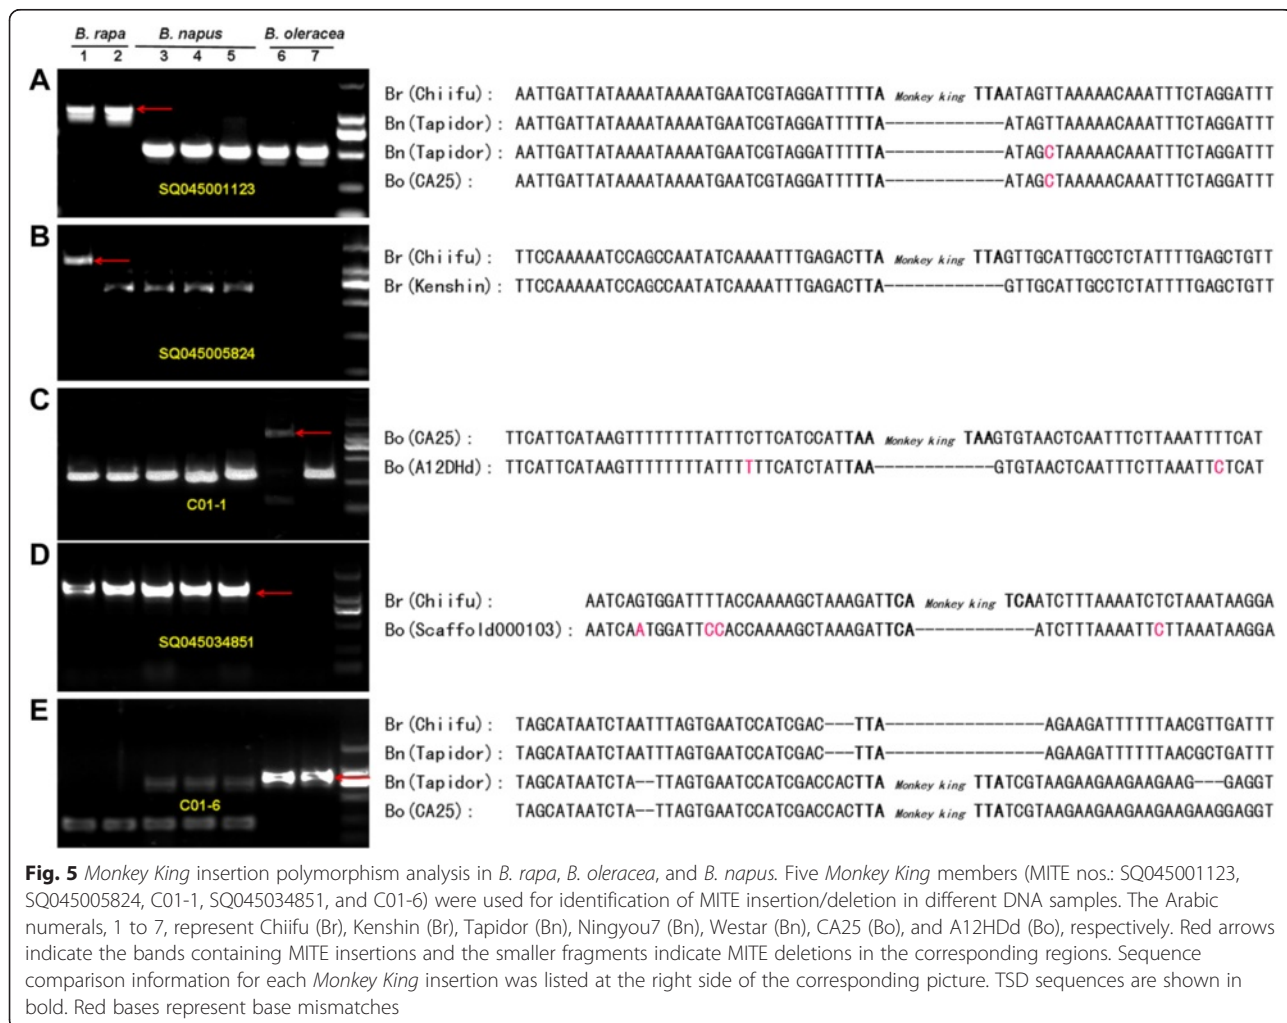 B. rapa B. napus B. oleracea
1 2 3 4 5 6 7
A
SQ045001123
Br(Chiifu): AATTGATTATAAAATAAAATGAATCGTAGGATTTTTTA Monkey king TTAATAGTTAAAAACAAATTTCTAGGATTT
Bn(Tapidor): AATTGATTATAAAATAAAATGAATCGTAGGATTTTTTA------------ATAGTTAAAAACAAATTTCTAGGATTT
Bn(Tapidor): AATTGATTATAAAATAAAATGAATCGTAGGATTTTTTA------------ATAGCTAAAAACAAATTTCTAGGATTT
Bo(CA25): AATTGATTATAAAATAAAATGAATCGTAGGATTTTTTA------------ATAGCTAAAAACAAATTTCTAGGATTT
B
SQ045005824
Br(Chiifu): TTCCAAAAATCCAGCCAATATCAAAATTTGAGACTTA Monkey king TTAGTTGCATTGCCTCTATTTTGAGCTGTT
Br(Kenshin): TTCCAAAAATCCAGCCAATATCAAAATTTGAGACTTA------------GTTGCATTGCCTCTATTTTGAGCTGTT
C
C01-1
Bo(CA25): TTCATTCATAAGTTTTTTTTTATTTCTTCATCCATTAA Monkey king TAAGTGTAACTCAATTTCTTAAATTTTCAT
Bo(A12DHd): TTCATTCATAAGTTTTTTTTTATTTTTTCATCTATTAA------------GTGTAACTCAATTTCTTAAATTCTCAT
D
SQ045034851
Br(Chiifu): AATCAGTGGATTTTACCAAAAGCTAAAGATTCA Monkey king TCAATCTTTAAAATCTCTAAATAAGGA
Bo(Scaffold000103): AATCAATGGATTCCACCAAAAGCTAAAGATTCA------------ATCTTTAAAATTCTTAAATAAGGA
E
C01-6
Br(Chiifu): TAGCATAATCTAATTTAGTGAATCCATCGAC---TTA----------------AGAAGATTTTTTAACGTTGATTT
Bn(Tapidor): TAGCATAATCTAATTTAGTGAATCCATCGAC---TTA----------------AGAAGATTTTTTAACGCTGATTT
Bn(Tapidor): TAGCATAATCTA--TTAGTGAATCCATCGACCACTTA Monkey king TTATCGTAAGAAGAAGAAGAAG---GAGGT
Bo(CA25): TAGCATAATCTA--TTAGTGAATCCATCGACCACTTA Monkey king TTATCGTAAGAAGAAGAAGAAGAAGGAGGT
Fig. 5 Monkey King insertion polymorphism analysis in B. rapa, B. oleracea, and B. napus. Five Monkey King members (MITE nos.: SQ045001123,
SQ045005824, C01-1, SQ045034851, and C01-6) were used for identification of MITE insertion/deletion in different DNA samples. The Arabic
numerals, 1 to 7, represent Chiifu (Br), Kenshin (Br), Tapidor (Bn), Ningyou7 (Bn), Westar (Bn), CA25 (Bo), and A12HDd (Bo), respectively. Red arrows
indicate the bands containing MITE insertions and the smaller fragments indicate MITE deletions in the corresponding regions. Sequence
comparison information for each Monkey King insertion was listed at the right side of the corresponding picture. TSD sequences are shown in
bold. Red bases represent base mismatches